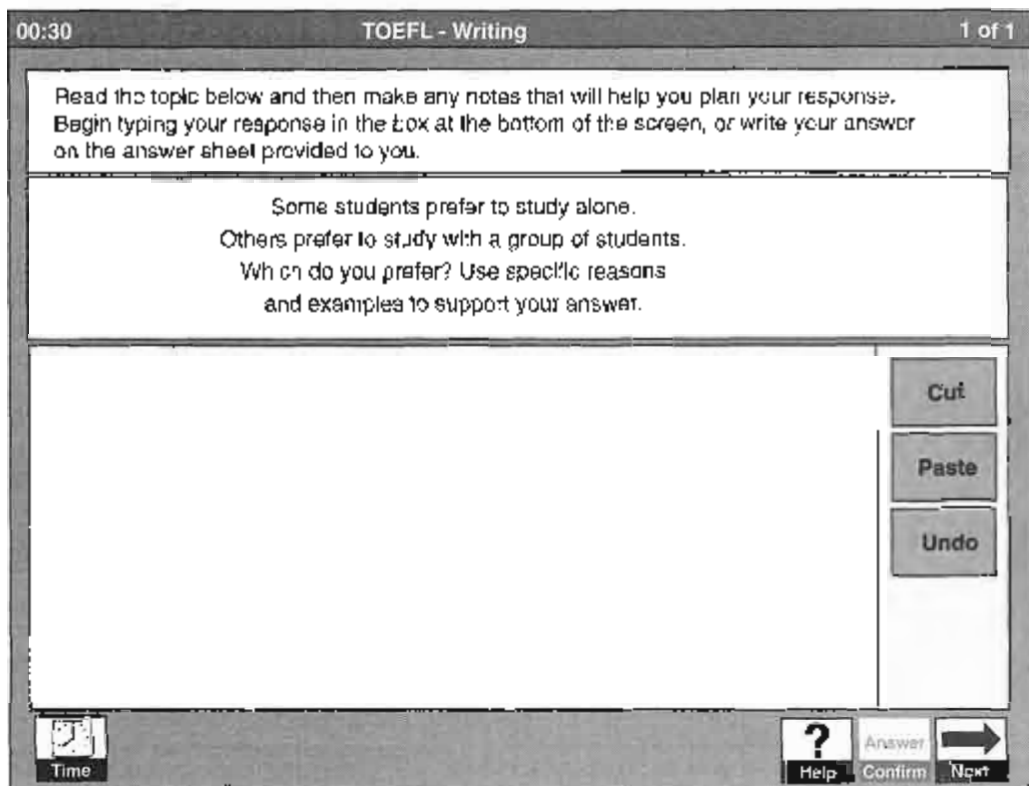 00:30 TOEFL - Writing 1 of 1
Read the topic below and then make any notes that will help you plan your response.
Begin typing your response in the box at the bottom of the screen, or write your answer
on the answer sheet provided to you.
Some students prefer to study alone.
Others prefer to study with a group of students.
Which do you prefer? Use specific reasons
and examples to support your answer.
Cut
Paste
Undo
Time
?
Help
Answer
Confirm
Next